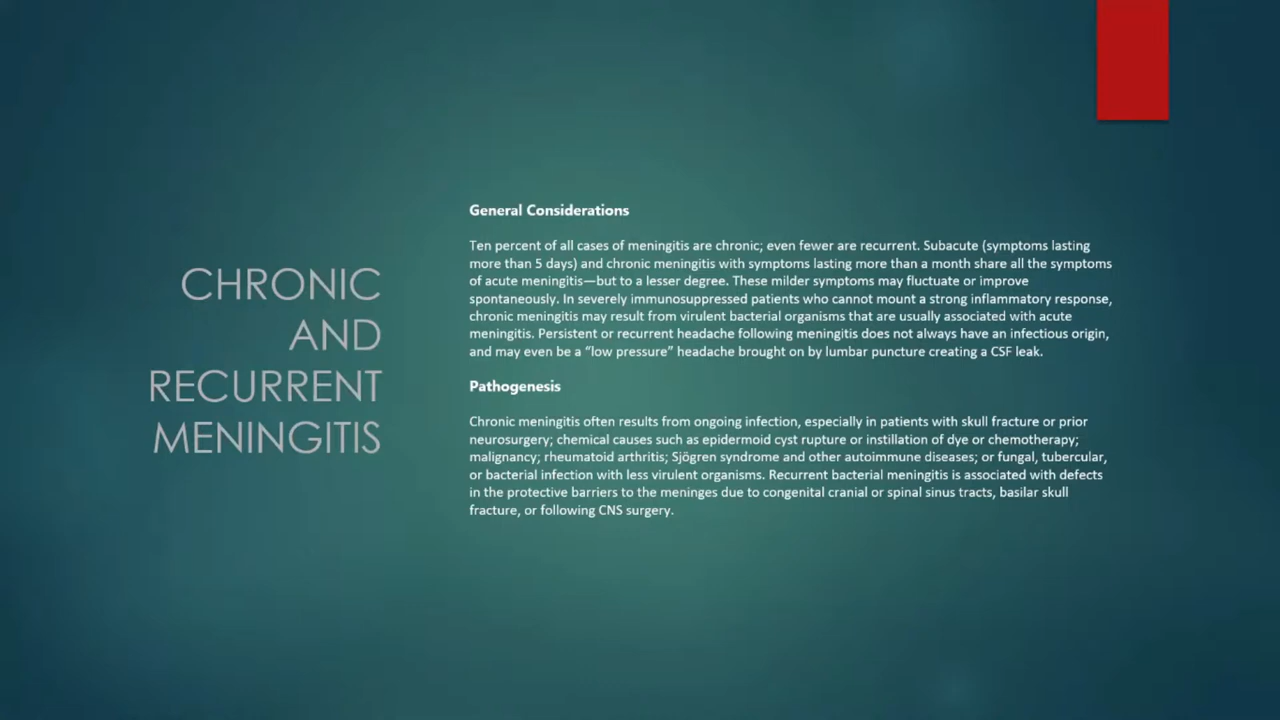 CHRONIC
AND
RECURRENT
MENINGITIS
General Considerations
Ten percent of all cases of meningitis are chronic; even fewer are recurrent. Subacute (symptoms lasting
more than 5 days) and chronic meningitis with symptoms lasting more than a month share all the symptoms
of acute meningitis—but to a lesser degree. These milder symptoms may fluctuate or improve
spontaneously. In severely immunosuppressed patients who cannot mount a strong inflammatory response,
chronic meningitis may result from virulent bacterial organisms that are usually associated with acute
meningitis. Persistent or recurrent headache following meningitis does not always have an infectious origin,
and may even be a “low pressure” headache brought on by lumbar puncture creating a CSF leak.
Pathogenesis
Chronic meningitis often results from ongoing infection, especially in patients with skull fracture or prior
neurosurgery; chemical causes such as epidermoid cyst rupture or instillation of dye or chemotherapy;
malignancy; rheumatoid arthritis; Sjögren syndrome and other autoimmune diseases; or fungal, tubercular,
or bacterial infection with less virulent organisms. Recurrent bacterial meningitis is associated with defects
in the protective barriers to the meninges due to congenital cranial or spinal sinus tracts, basilar skull
fracture, or following CNS surgery.